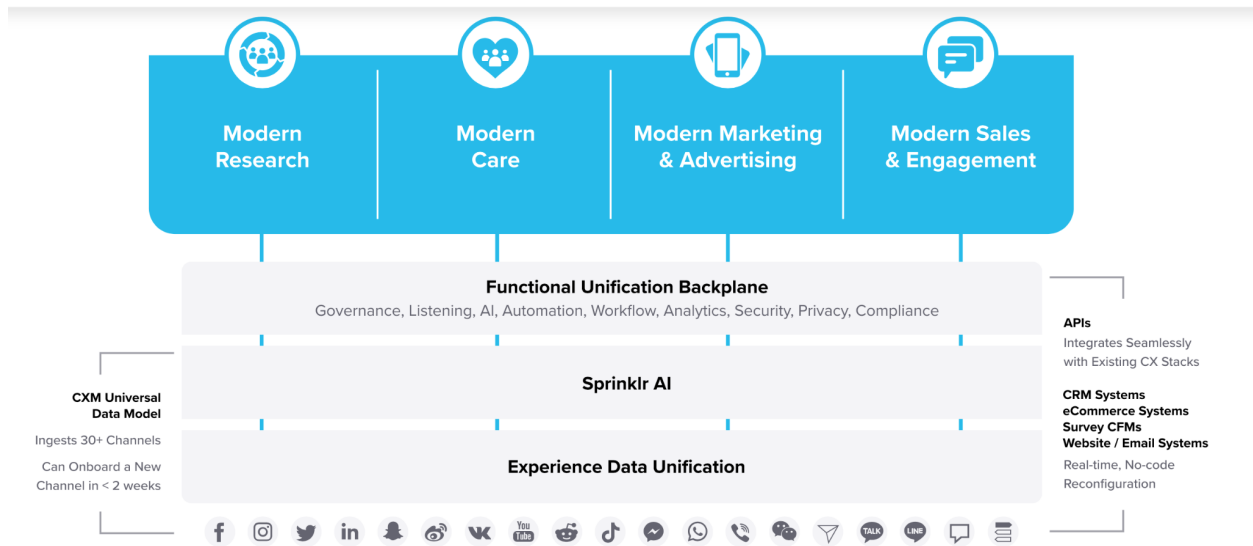 Modern
Research
Modern
Care
Modern Marketing
& Advertising
Modern Sales
& Engagement
Functional Unification Backplane
Governance, Listening, AI, Automation, Workflow, Analytics, Security, Privacy, Compliance
Sprinklr AI
Experience Data Unification
CXM Universal
Data Model
Ingests 30+ Channels
Can Onboard a New
Channel in < 2 weeks
APIs
Integrates Seamlessly
with Existing CX Stacks
CRM Systems
eCommerce Systems
Survey CFMs
Website / Email Systems
Real-time, No-code
Reconfiguration
f
in
You
Tube
TALK
LINE